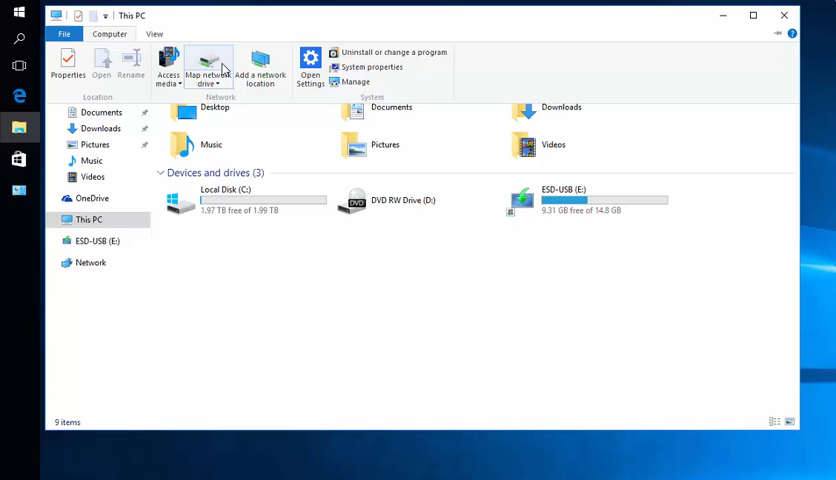 This PC
File
Computer
View
Properties
Open
Rename
Access
media
Map network
drive
Add a network
location
Open
Settings
Uninstall or change a program
System properties
Manage
Location
Network
System
Documents
Downloads
Pictures
Music
Videos
OneDrive
This PC
ESD-USB (E:)
Network
Desktop
Documents
Downloads
Music
Pictures
Videos
Devices and drives (3)
Local Disk (C:)
1.97 TB free of 1.99 TB
DVD
DVD RW Drive (D:)
ESD-USB (E:)
9.31 GB free of 14.8 GB
9 items